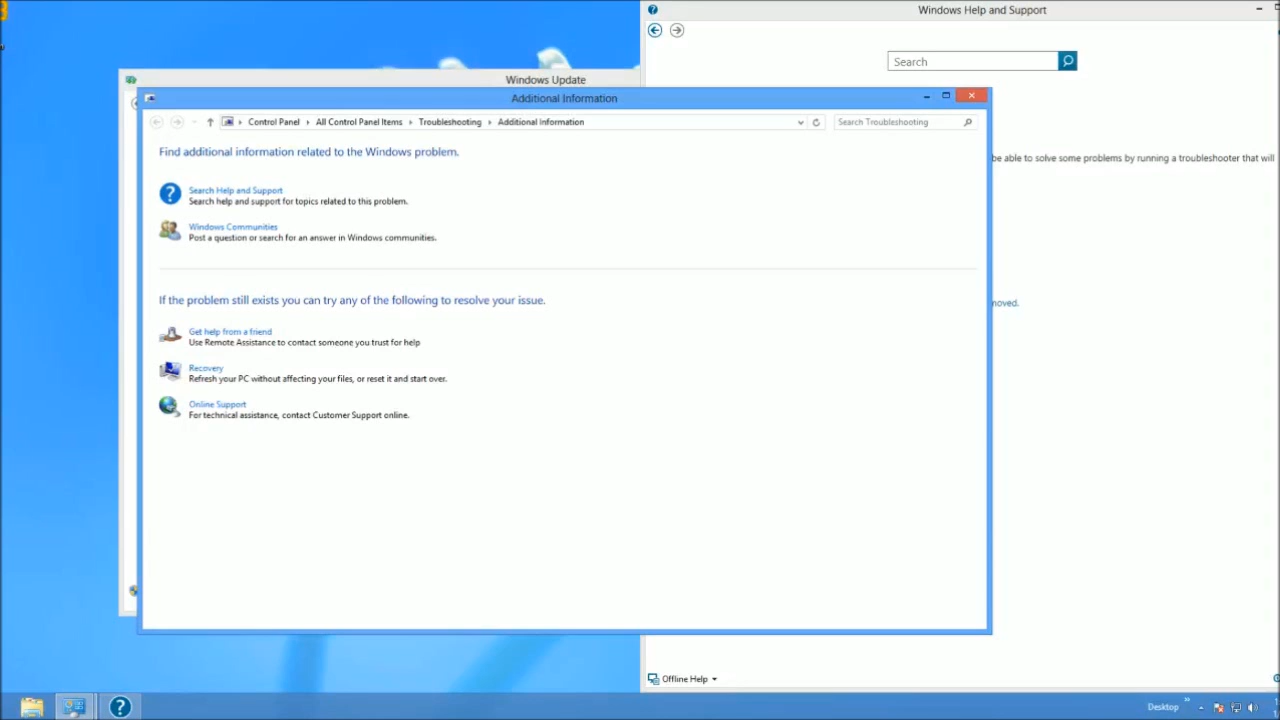 Windows Help and Support
Search
Windows Update
Additional Information
Control Panel
All Control Panel Items
Troubleshooting
Additional Information
Search Troubleshooting
Find additional information related to the Windows problem.
be able to solve some problems by running a troubleshooter that will
Search Help and Support
Search help and support for topics related to this problem.
Windows Communities
Post a question or search for an answer in Windows communities.
If the problem still exists you can try any of the following to resolve your issue.
moved.
Get help from a friend
Use Remote Assistance to contact someone you trust for help
Recovery
Refresh your PC without affecting your files, or reset it and start over.
Online Support
For technical assistance, contact Customer Support online.
Offline Help
Desktop